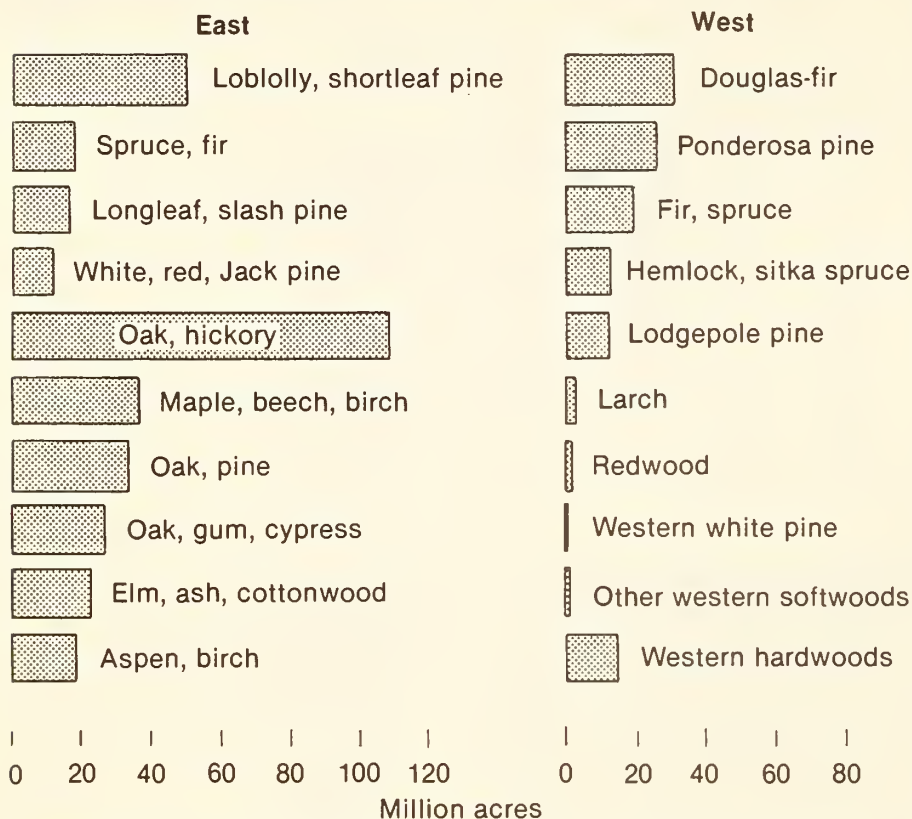 East
Loblolly, shortleaf pine
Spruce, fir
Longleaf, slash pine
White, red, Jack pine
Oak, hickory
Maple, beech, birch
Oak, pine
Oak, gum, cypress
Elm, ash, cottonwood
Aspen, birch
0 20 40 60 80 100 120
West
Douglas-fir
Ponderosa pine
Fir, spruce
Hemlock, sitka spruce
Lodgepole pine
Larch
Redwood
Western white pine
Other western softwoods
Western hardwoods
0 20 40 60 80
Million acres